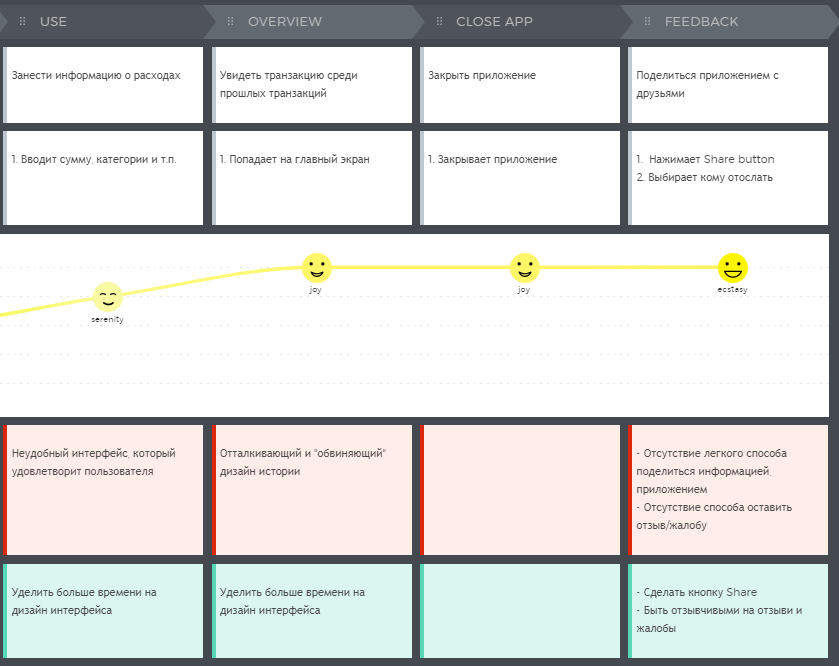 USE
OVERVIEW
CLOSE APP
FEEDBACK
Занести информацию о расходах
Увидеть транзакцию среди
прошлых транзакций
Закрыть приложение
Поделиться приложением с
друзьями
1. Вводит сумму, категории и т.п.
1. Попадает на главный экран
1. Закрывает приложение
1. Нажимает Share button
2. Выбирает кому отослать
serenity
joy
joy
ecstasy
Неудобный интерфейс, который
удовлетворит пользователя
Отталкивающий и "обвиняющий"
дизайн истории
- Отсутствие легкого способа
поделиться информацией,
приложением
- Отсутствие способа оставить
отзыв/жалобу
Уделить больше времени на
дизайн интерфейса
Уделить больше времени на
дизайн интерфейса
- Сделать кнопку Share
- Быть отзывчивыми на отзывы и
жалобы